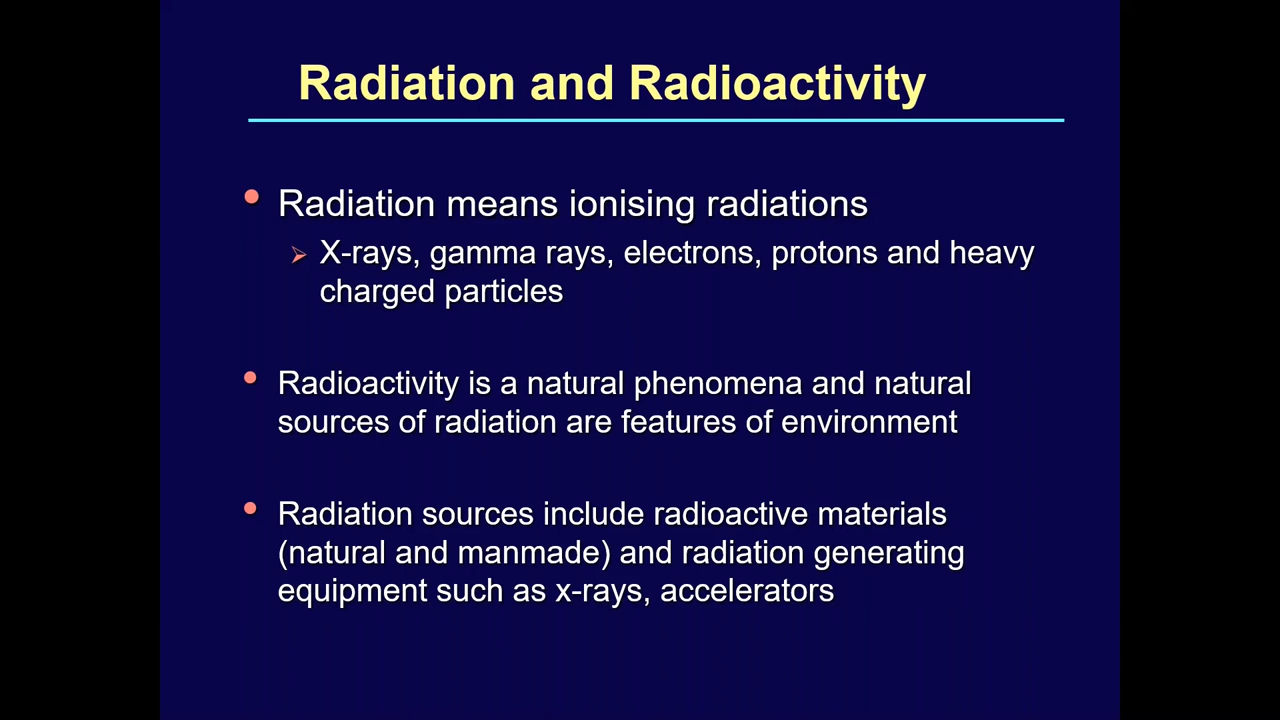 Radiation and Radioactivity
Radiation means ionising radiations
X-rays, gamma rays, electrons, protons and heavy
charged particles
Radioactivity is a natural phenomena and natural
sources of radiation are features of environment
Radiation sources include radioactive materials
(natural and manmade) and radiation generating
equipment such as x-rays, accelerators